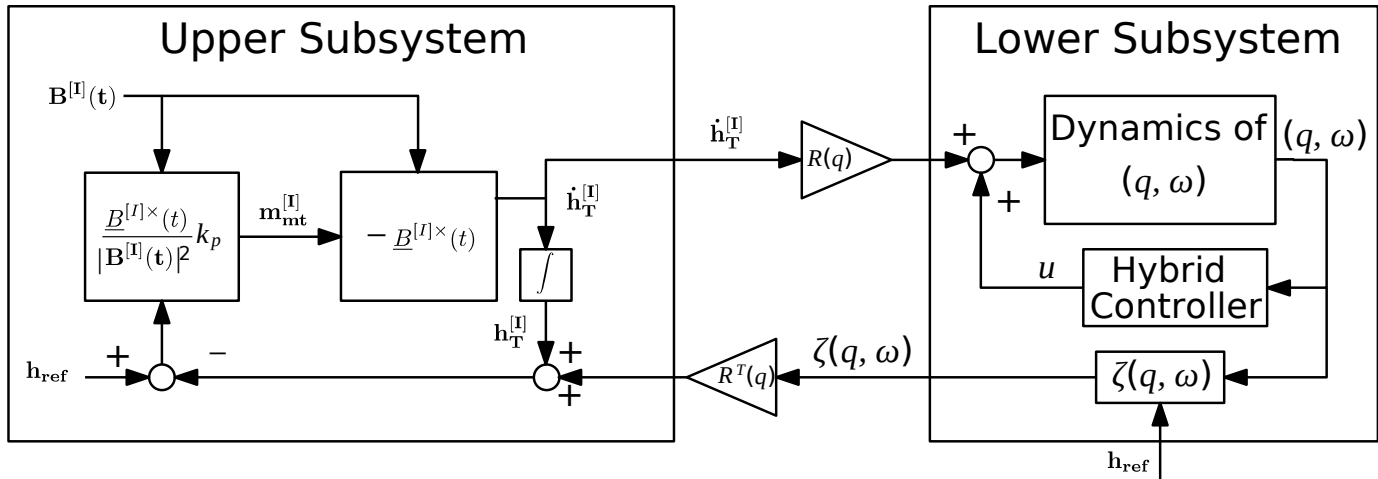 Upper Subsystem
Lower Subsystem
B^[I](t)
ḣ_T^[I]
R(q)
+
+
Dynamics of
(q, ω)
(q, ω)
B^[I]×(t)
|B^[I](t)|²
k_p
m_mt^[I]
− B^[I]×(t)
ḣ_T^[I]
∫
u
Hybrid
Controller
h_T^[I]
h_ref
+
−
+
+
R^T(q)
ζ(q, ω)
ζ(q, ω)
h_ref